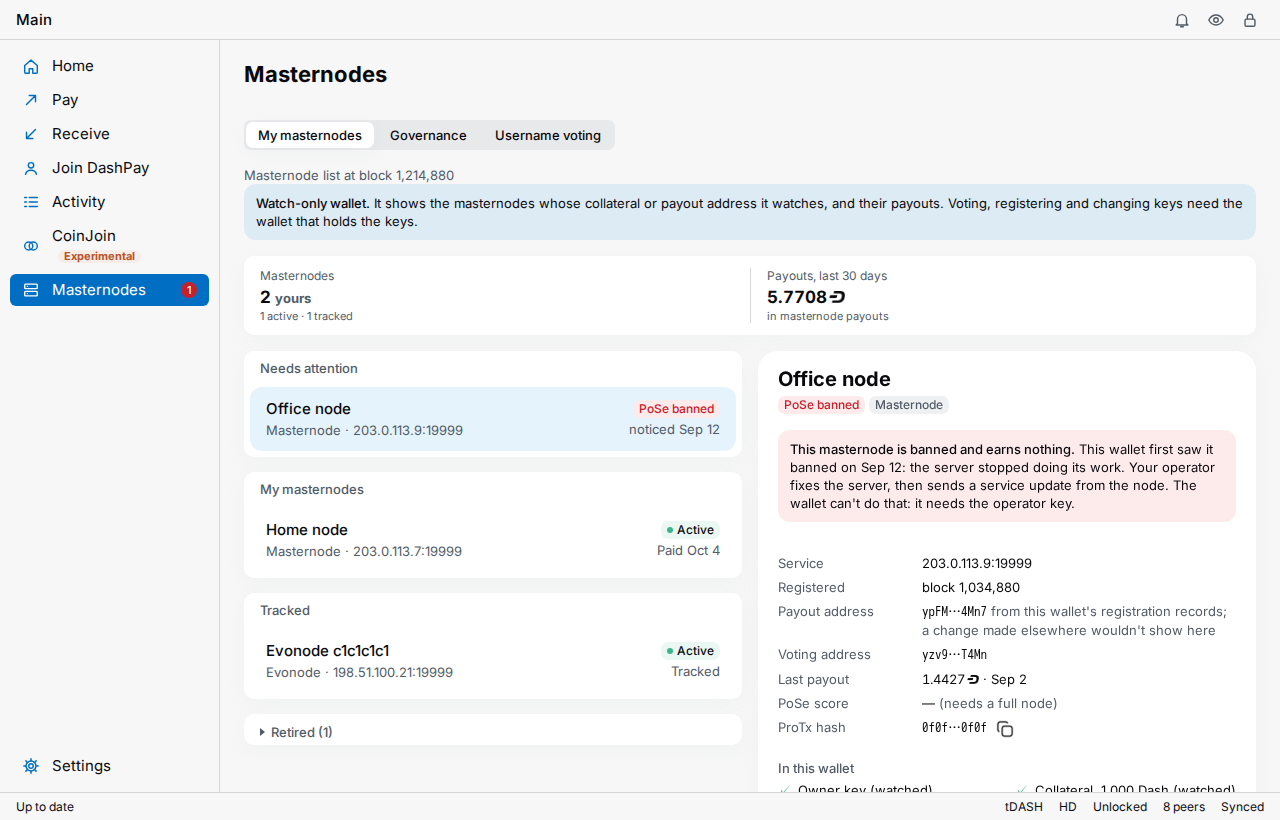 Main
Home
Pay
Receive
Join DashPay
Activity
CoinJoin
Experimental
Masternodes
1
Settings
Masternodes
My masternodes
Governance
Username voting
Masternode list at block 1,214,880
Watch-only wallet. It shows the masternodes whose collateral or payout address it watches, and their payouts. Voting, registering and changing keys need the
wallet that holds the keys.
Masternodes
2 yours
1 active · 1 tracked
Payouts, last 30 days
5.7708
in masternode payouts
Needs attention
Office node
PoSe banned
Masternode · 203.0.113.9:19999
noticed Sep 12
My masternodes
Home node
Active
Masternode · 203.0.113.7:19999
Paid Oct 4
Tracked
Evonode c1c1c1c1
Active
Evonode · 198.51.100.21:19999
Tracked
Retired (1)
Office node
PoSe banned
Masternode
This masternode is banned and earns nothing. This wallet first saw it
banned on Sep 12: the server stopped doing its work. Your operator
fixes the server, then sends a service update from the node. The
wallet can't do that: it needs the operator key.
Service 203.0.113.9:19999
Registered block 1,034,880
Payout address ypFM···4Mn7 from this wallet's registration records;
a change made elsewhere wouldn't show here
Voting address yzv9···T4Mn
Last payout 1.4427 · Sep 2
PoSe score — (needs a full node)
ProTx hash 0f0f···0f0f
In this wallet
Owner key (watched)
Collateral, 1,000 Dash (watched)
Up to date
tDASH
HD
Unlocked
8 peers
Synced